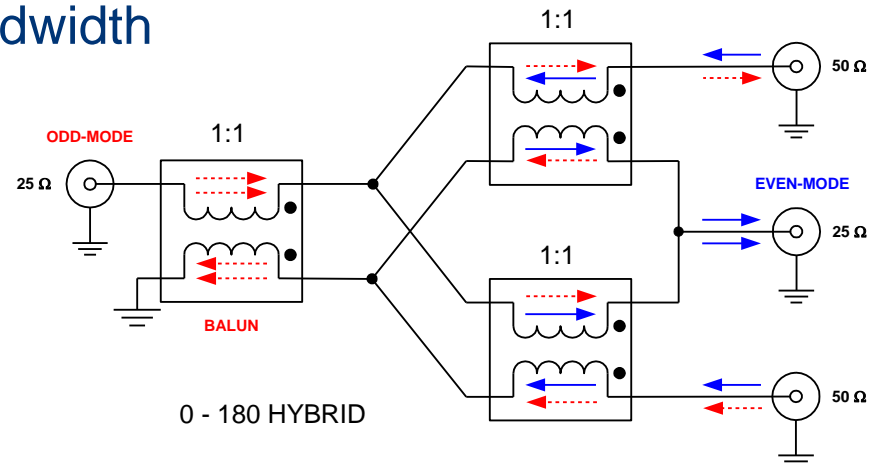 dwidth
1:1
50 Ω
ODD-MODE
1:1
25 Ω
EVEN-MODE
25 Ω
1:1
BALUN
50 Ω
0 - 180 HYBRID